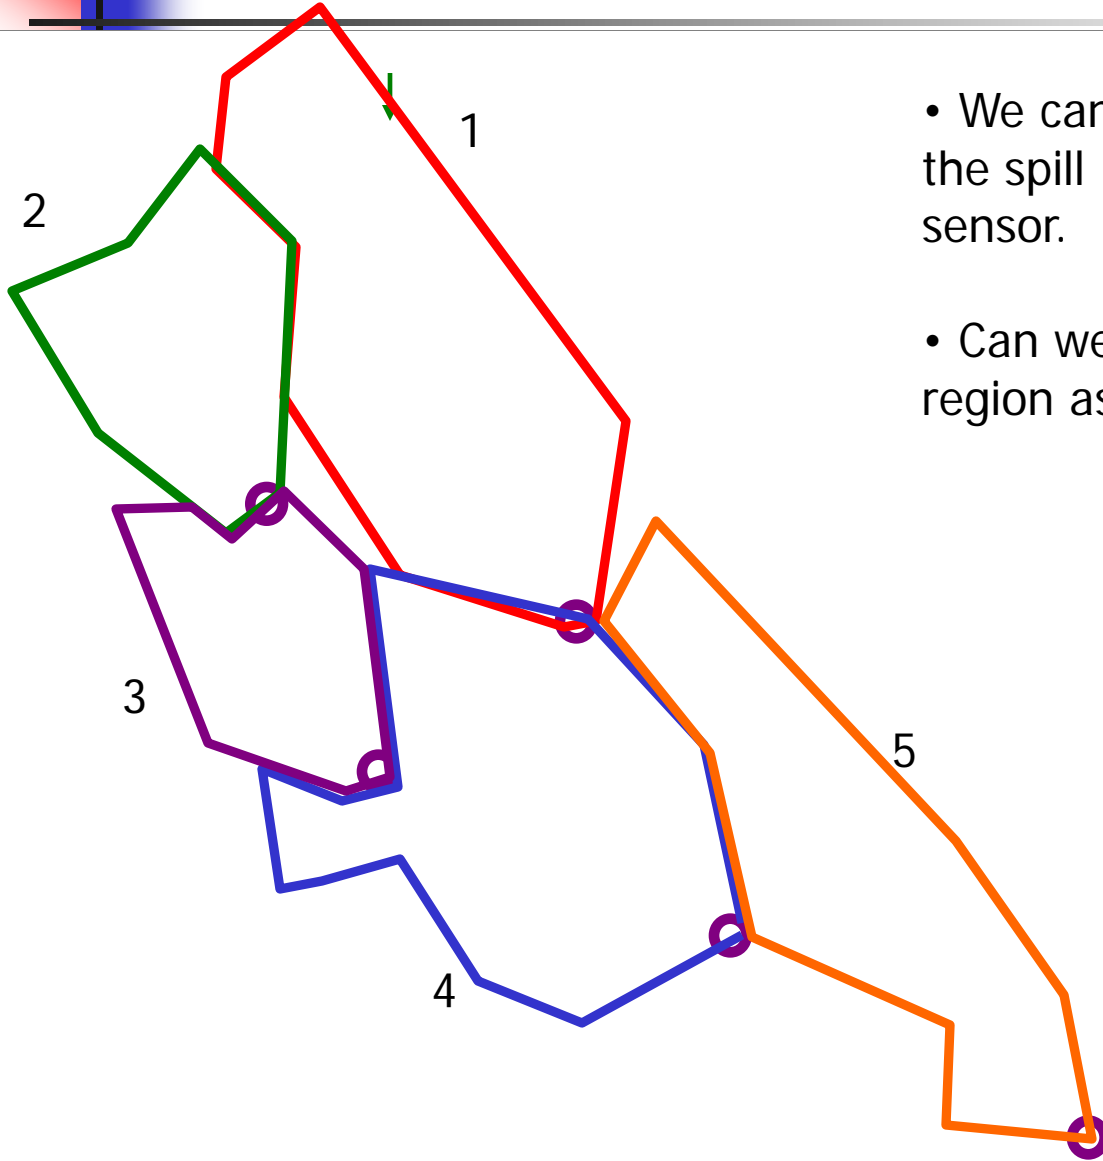 • We can
the spill
sensor.
• Can we
region as
1
2
3
4
5